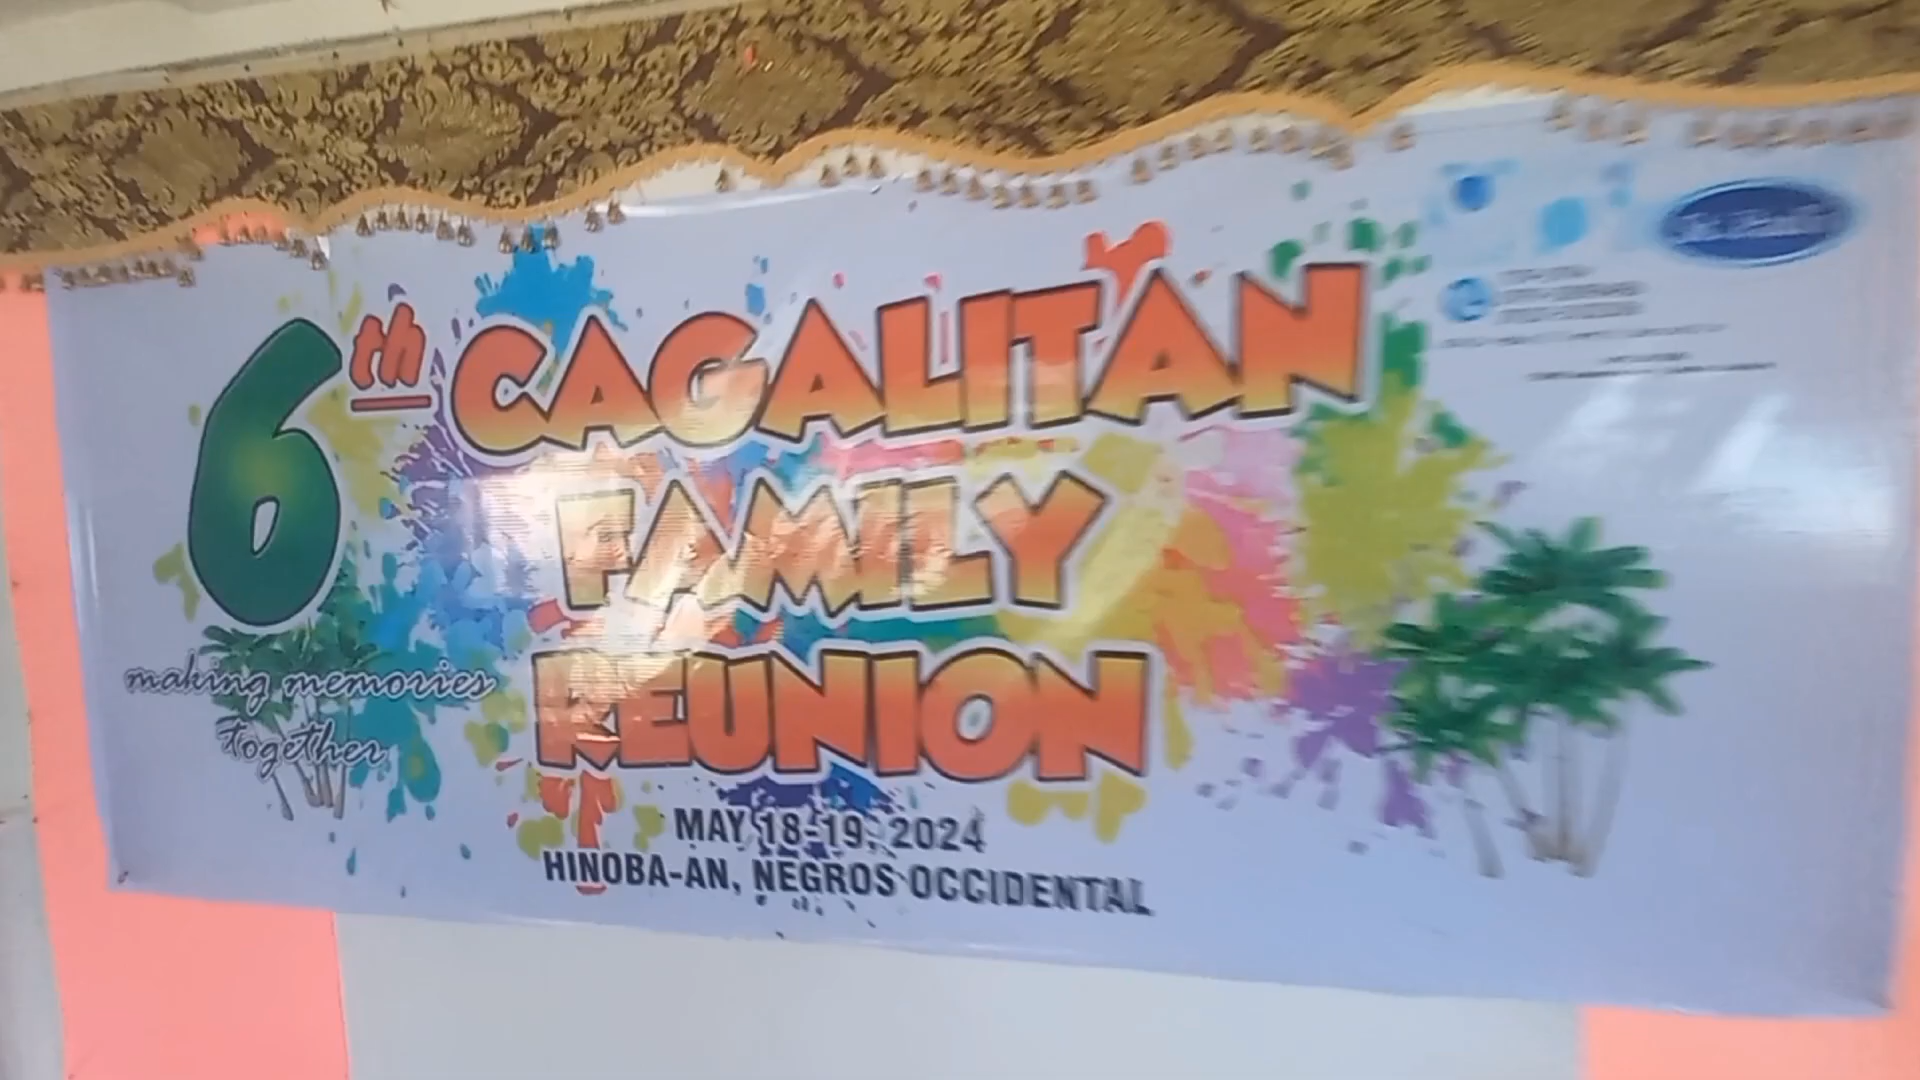 6th CAGALITAN
FAMILY
REUNION
making memories
together
MAY 18-19, 2024
HINOBA-AN, NEGROS OCCIDENTAL